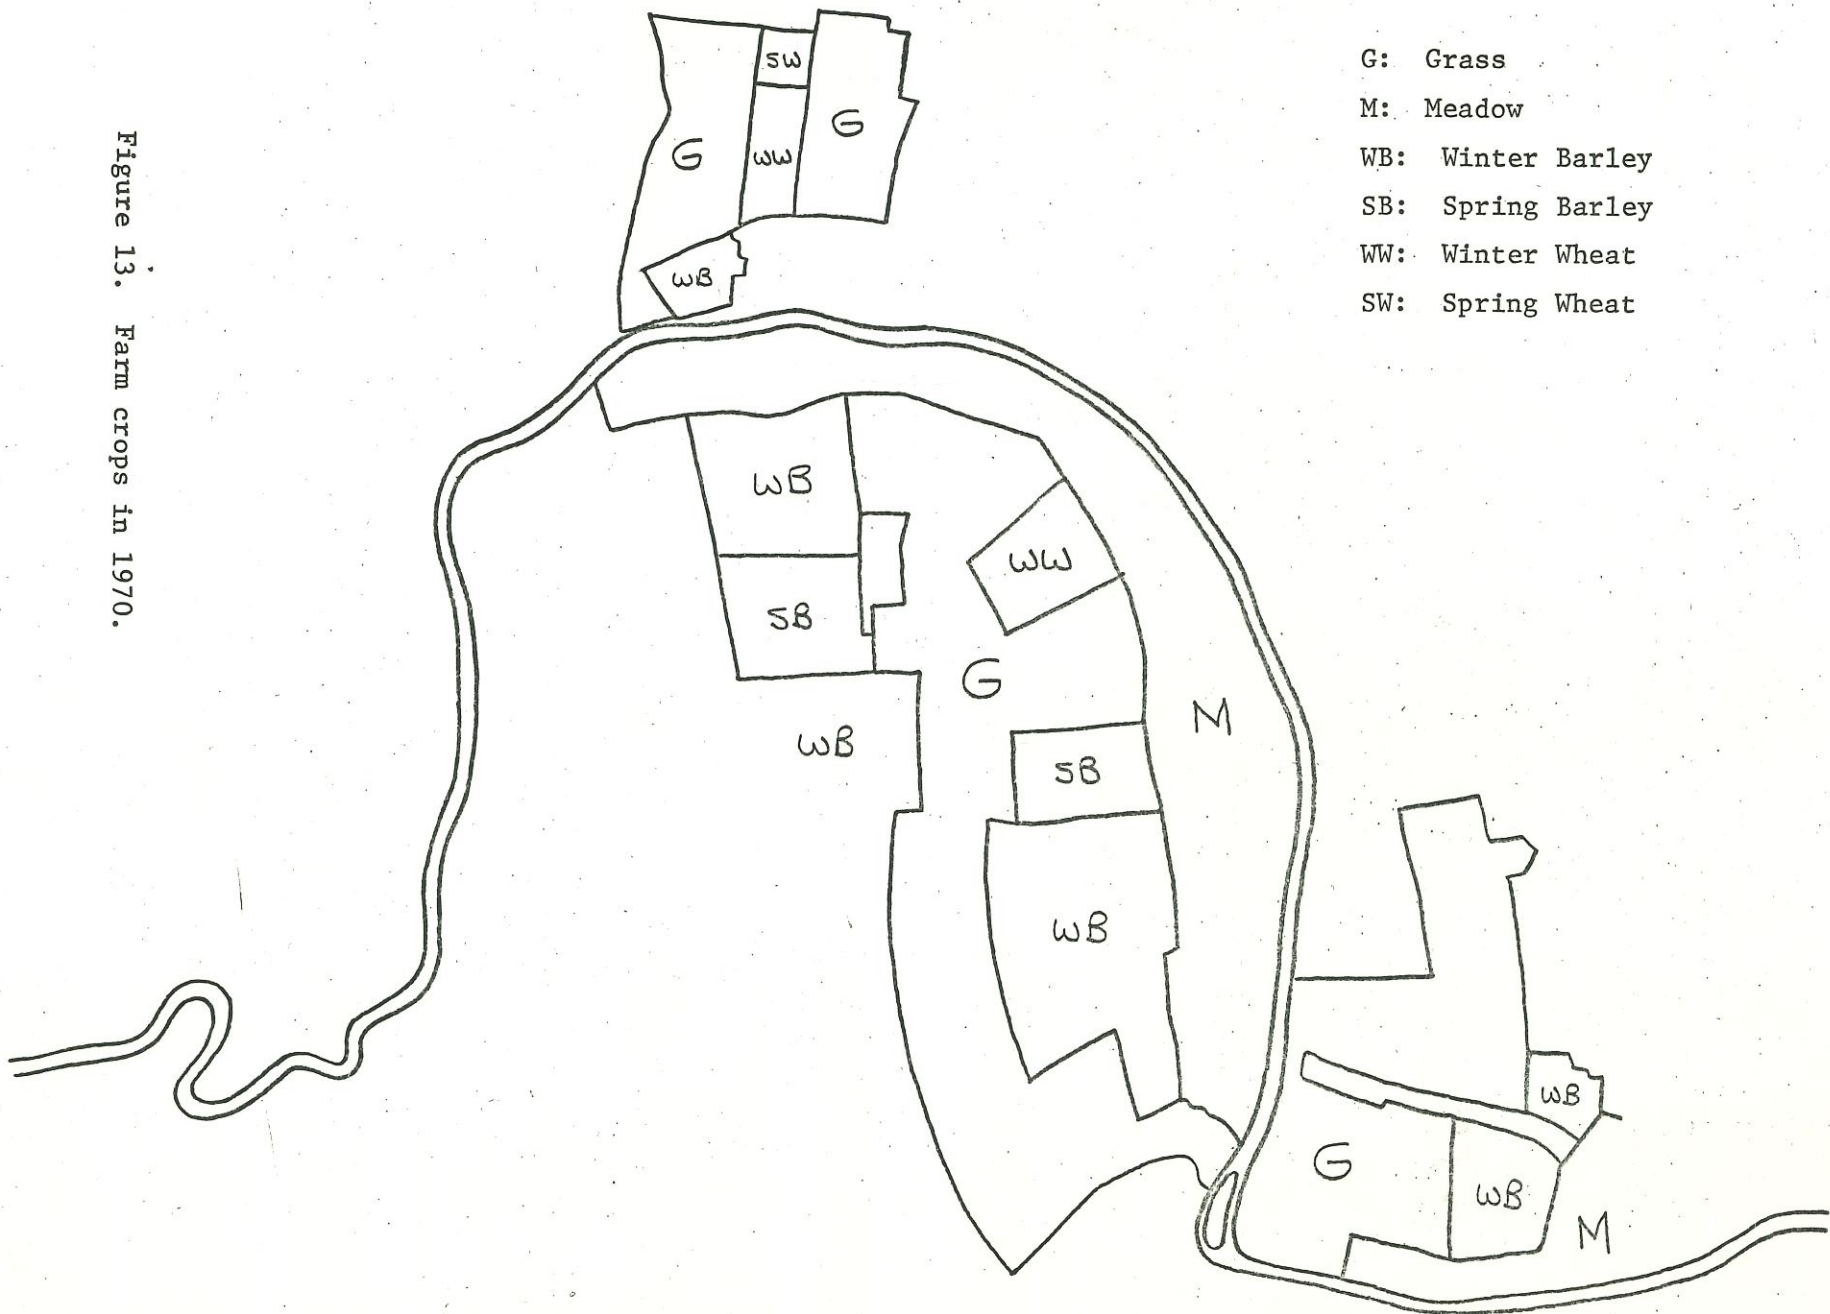 G: Grass
M: Meadow
WB: Winter Barley
SB: Spring Barley
WW: Winter Wheat
SW: Spring Wheat
SW
G
G
WW
WB
WB
WW
SB
G
M
WB
SB
WB
WB
G
WB
M
Figure 13. Farm crops in 1970.